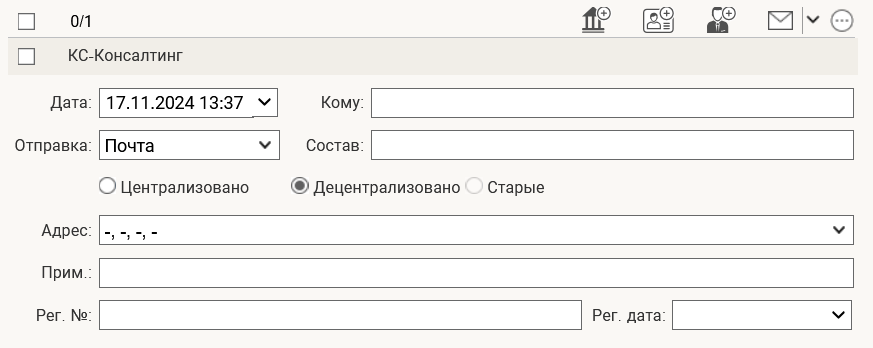 0/1
КС-Консалтинг
Дата: 17.11.2024 13:37 Кому:
Отправка: Почта Состав:
Централизовано Децентрализовано Старые
Адрес: -, -, -, -
Прим.:
Рег. №: Рег. дата: